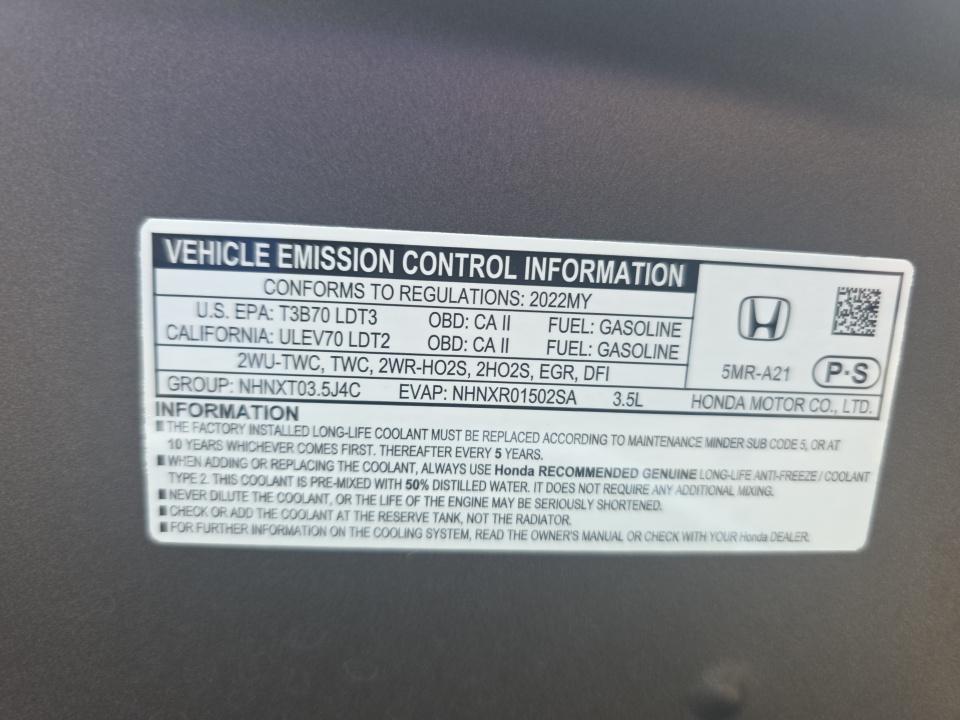 VEHICLE EMISSION CONTROL INFORMATION
CONFORMS TO REGULATIONS: 2022MY
U.S. EPA: T3B70 LDT3 OBD: CA II FUEL: GASOLINE
CALIFORNIA: ULEV70 LDT2 OBD: CA II FUEL: GASOLINE
2WU-TWC, TWC, 2WR-HO2S, 2HO2S, EGR, DFI
5MR-A21 P·S
GROUP: NHNXT03.5J4C EVAP: NHNXR01502SA 3.5L HONDA MOTOR CO., LTD.
INFORMATION
■ THE FACTORY INSTALLED LONG-LIFE COOLANT MUST BE REPLACED ACCORDING TO MAINTENANCE MINDER SUB CODE 5, OR AT
10 YEARS WHICHEVER COMES FIRST. THEREAFTER EVERY 5 YEARS.
■ WHEN ADDING OR REPLACING THE COOLANT, ALWAYS USE Honda RECOMMENDED GENUINE LONG-LIFE ANTI-FREEZE / COOLANT
TYPE 2. THIS COOLANT IS PRE-MIXED WITH 50% DISTILLED WATER. IT DOES NOT REQUIRE ANY ADDITIONAL MIXING.
■ NEVER DILUTE THE COOLANT, OR THE LIFE OF THE ENGINE MAY BE SERIOUSLY SHORTENED.
■ CHECK OR ADD THE COOLANT AT THE RESERVE TANK, NOT THE RADIATOR.
■ FOR FURTHER INFORMATION ON THE COOLING SYSTEM, READ THE OWNER'S MANUAL OR CHECK WITH YOUR Honda DEALER.